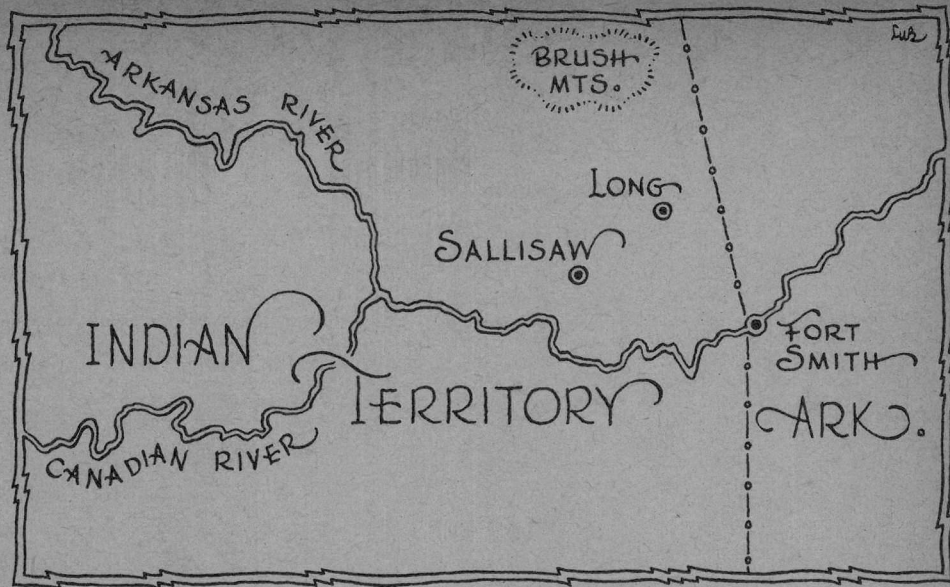 ARKANSAS RIVER
BRUSH
MTS.
LONG
SALLISAW
INDIAN
TERRITORY
FORT
SMITH
ARK.
CANADIAN RIVER